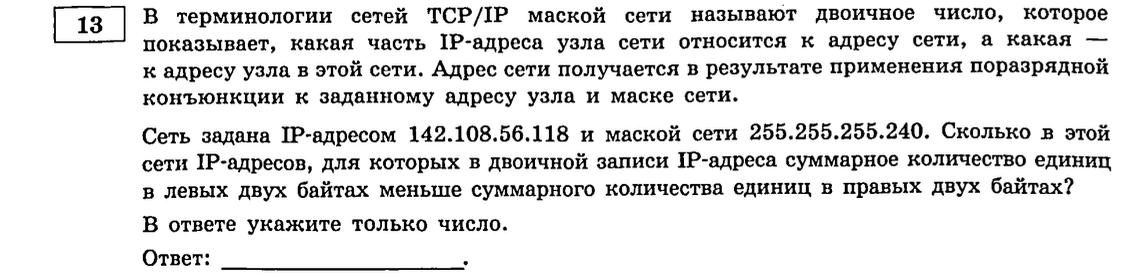 13
В терминологии сетей TCP/IP маской сети называют двоичное число, которое
показывает, какая часть IP-адреса узла сети относится к адресу сети, а какая —
к адресу узла в этой сети. Адрес сети получается в результате применения поразрядной
конъюнкции к заданному адресу узла и маске сети.
Сеть задана IP-адресом 142.108.56.118 и маской сети 255.255.255.240. Сколько в этой
сети IP-адресов, для которых в двоичной записи IP-адреса суммарное количество единиц
в левых двух байтах меньше суммарного количества единиц в правых двух байтах?
В ответе укажите только число.
Ответ: ____________________.